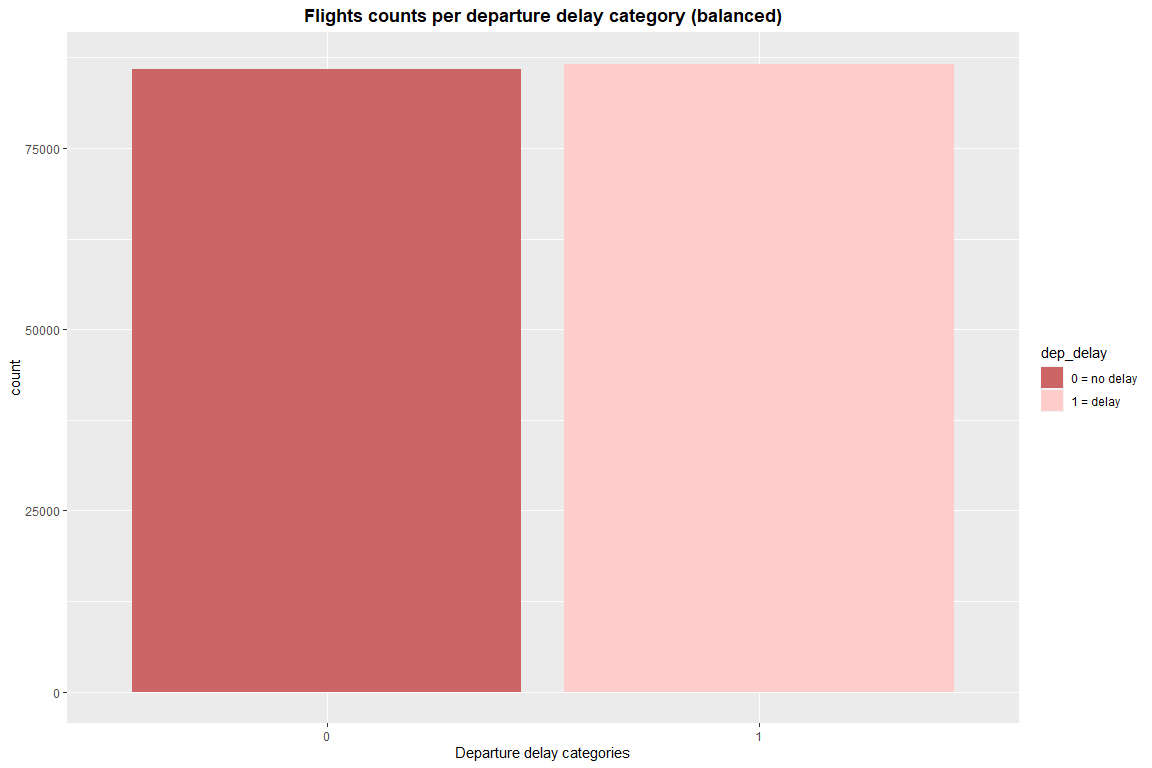 Flights counts per departure delay category (balanced)
count
75000
50000
25000
0
0
1
Departure delay categories
dep_delay
0 = no delay
1 = delay